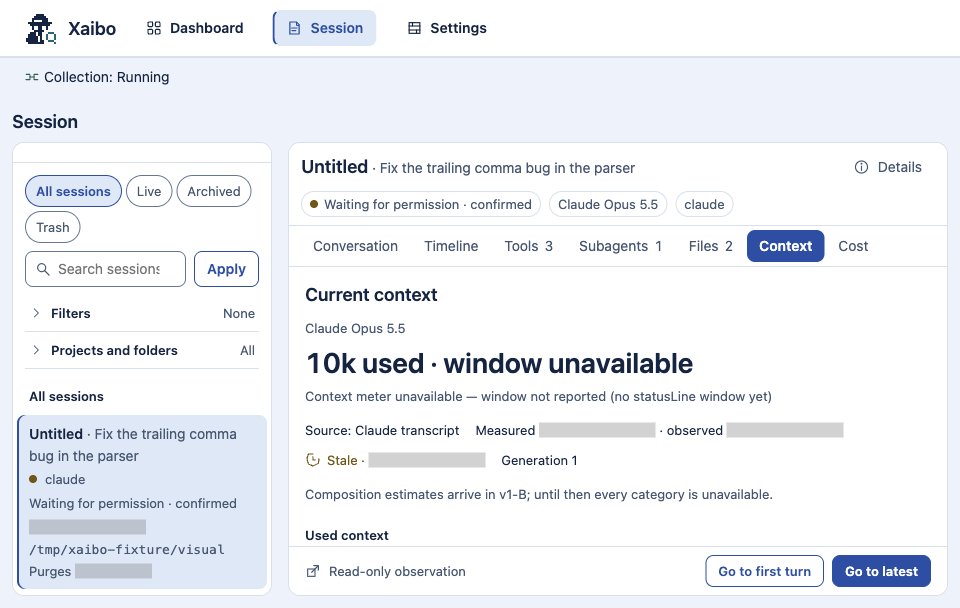 Xaibo
Dashboard
Session
Settings
Collection: Running
Session
All sessions
Live
Archived
Trash
Search sessions
Apply
Filters
None
Projects and folders
All
All sessions
Untitled · Fix the trailing comma
bug in the parser
claude
Waiting for permission · confirmed
/tmp/xaibo-fixture/visual
Purges
Untitled · Fix the trailing comma bug in the parser
Details
Waiting for permission · confirmed
Claude Opus 5.5
claude
Conversation
Timeline
Tools 3
Subagents 1
Files 2
Context
Cost
Current context
Claude Opus 5.5
10k used · window unavailable
Context meter unavailable — window not reported (no statusLine window yet)
Source: Claude transcript Measured · observed
Stale · Generation 1
Composition estimates arrive in v1-B; until then every category is unavailable.
Used context
Read-only observation
Go to first turn
Go to latest